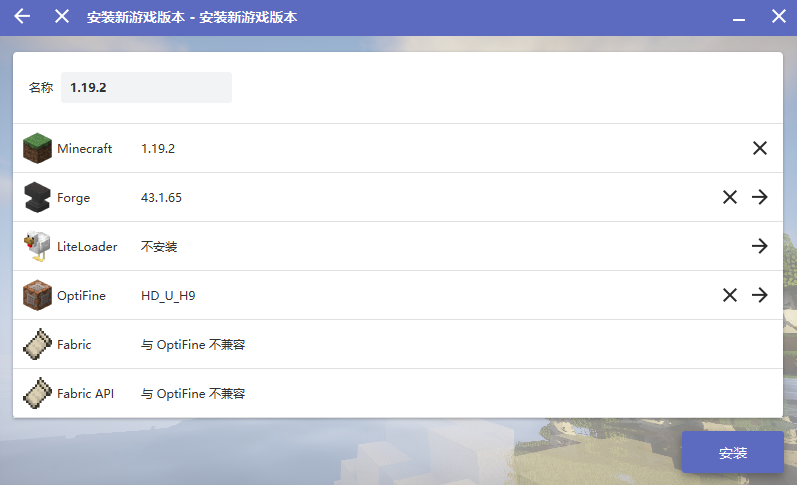 安装新游戏版本 - 安装新游戏版本
名称 1.19.2
Minecraft 1.19.2
Forge 43.1.65
LiteLoader 不安装
OptiFine HD_U_H9
Fabric 与 OptiFine 不兼容
Fabric API 与 OptiFine 不兼容
安装